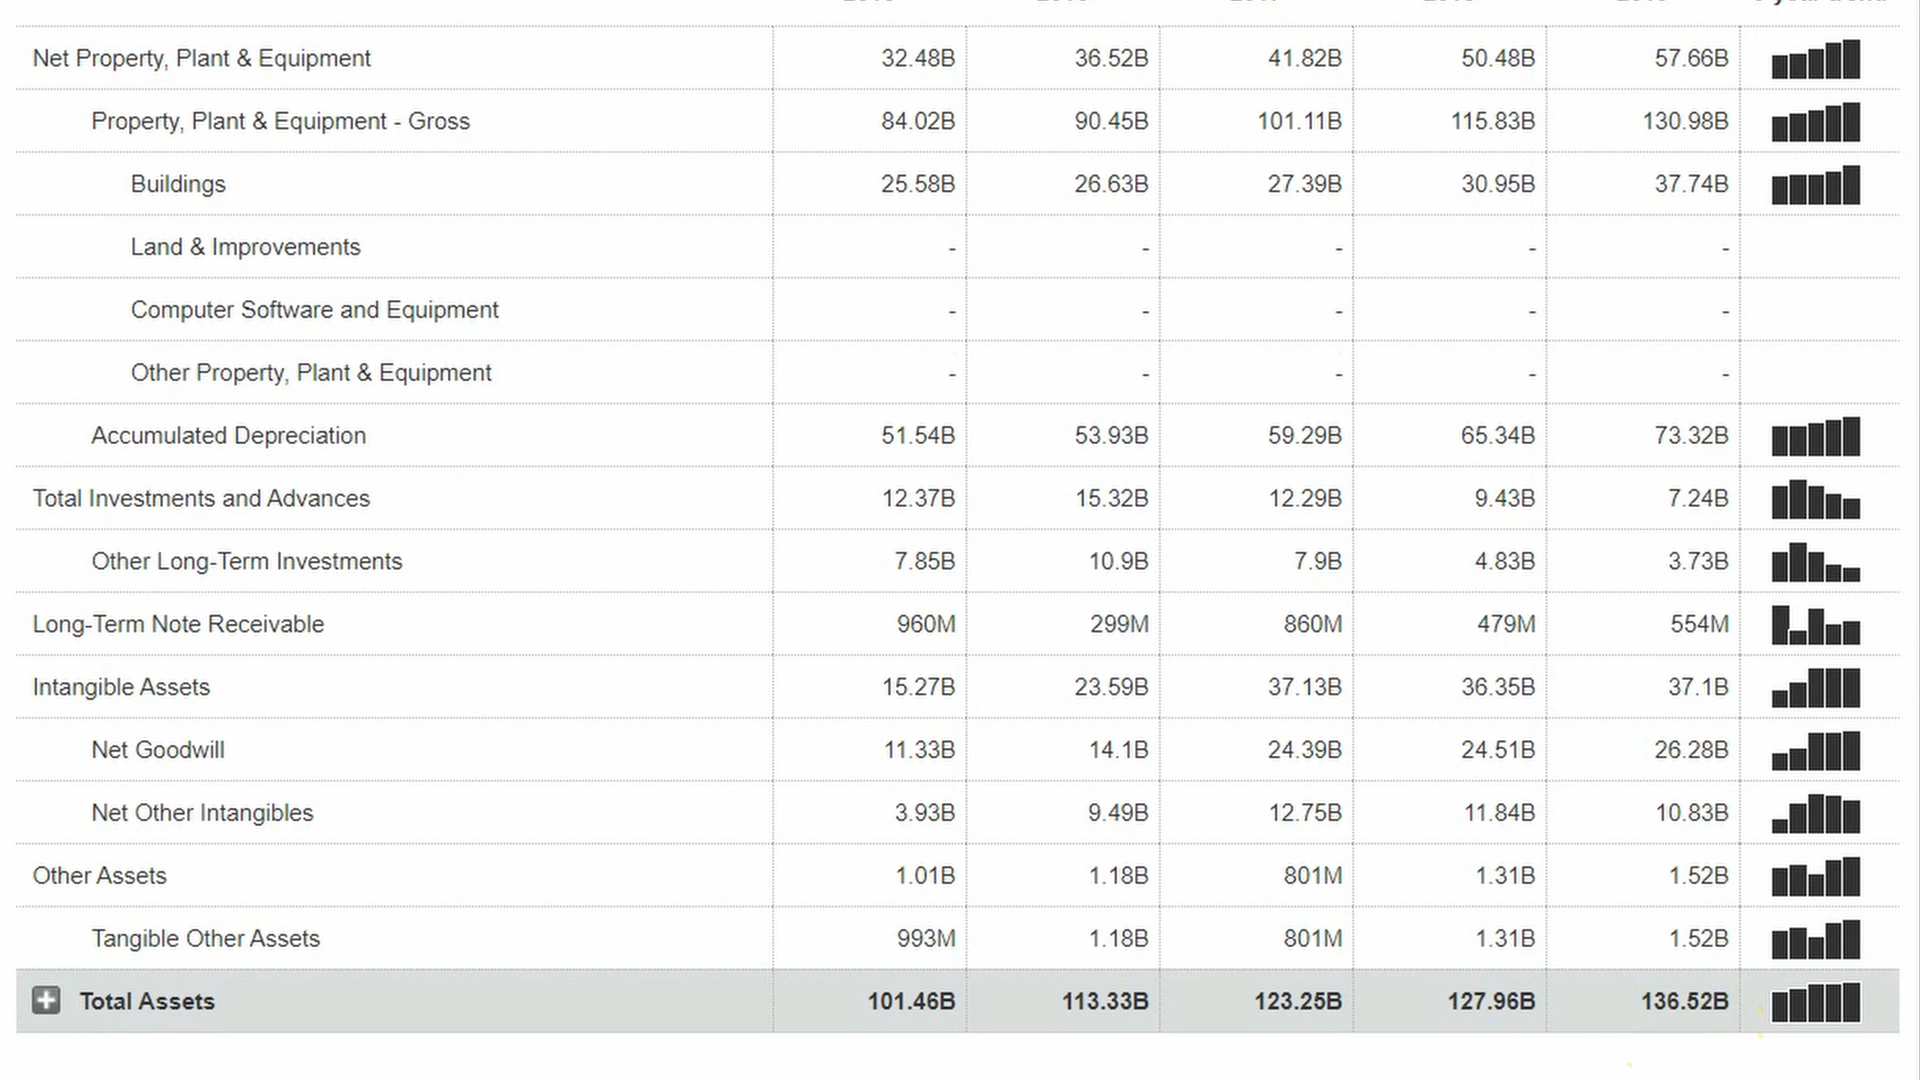 Net Property, Plant & Equipment 32.48B 36.52B 41.82B 50.48B 57.66B
Property, Plant & Equipment - Gross 84.02B 90.45B 101.11B 115.83B 130.98B
Buildings 25.58B 26.63B 27.39B 30.95B 37.74B
Land & Improvements - - - - -
Computer Software and Equipment - - - - -
Other Property, Plant & Equipment - - - - -
Accumulated Depreciation 51.54B 53.93B 59.29B 65.34B 73.32B
Total Investments and Advances 12.37B 15.32B 12.29B 9.43B 7.24B
Other Long-Term Investments 7.85B 10.9B 7.9B 4.83B 3.73B
Long-Term Note Receivable 960M 299M 860M 479M 554M
Intangible Assets 15.27B 23.59B 37.13B 36.35B 37.1B
Net Goodwill 11.33B 14.1B 24.39B 24.51B 26.28B
Net Other Intangibles 3.93B 9.49B 12.75B 11.84B 10.83B
Other Assets 1.01B 1.18B 801M 1.31B 1.52B
Tangible Other Assets 993M 1.18B 801M 1.31B 1.52B
Total Assets 101.46B 113.33B 123.25B 127.96B 136.52B